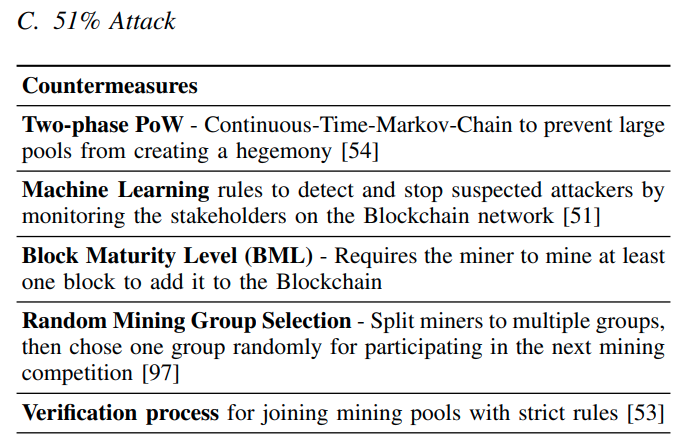 C. 51% Attack
Countermeasures
Two-phase PoW - Continuous-Time-Markov-Chain to prevent large
pools from creating a hegemony [54]
Machine Learning rules to detect and stop suspected attackers by
monitoring the stakeholders on the Blockchain network [51]
Block Maturity Level (BML) - Requires the miner to mine at least
one block to add it to the Blockchain
Random Mining Group Selection - Split miners to multiple groups,
then chose one group randomly for participating in the next mining
competition [97]
Verification process for joining mining pools with strict rules [53]